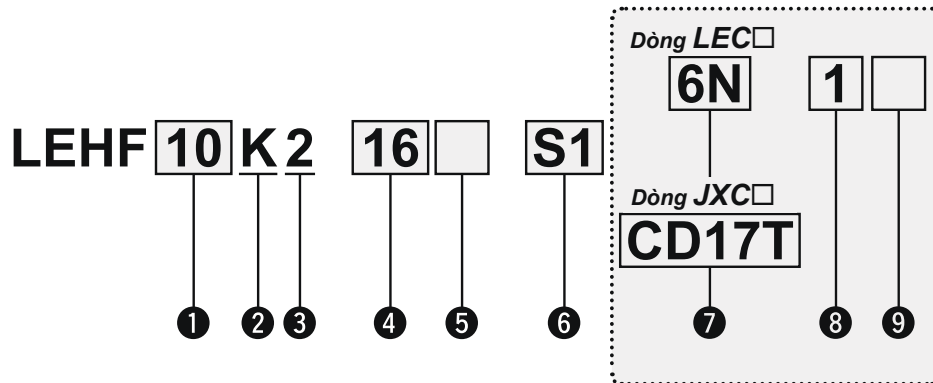 Dòng LEC□
6N 1
LEHF 10 K 2 16 S1
Dòng JXC□
CD17T
1 2 3 4 5 6 7 8 9